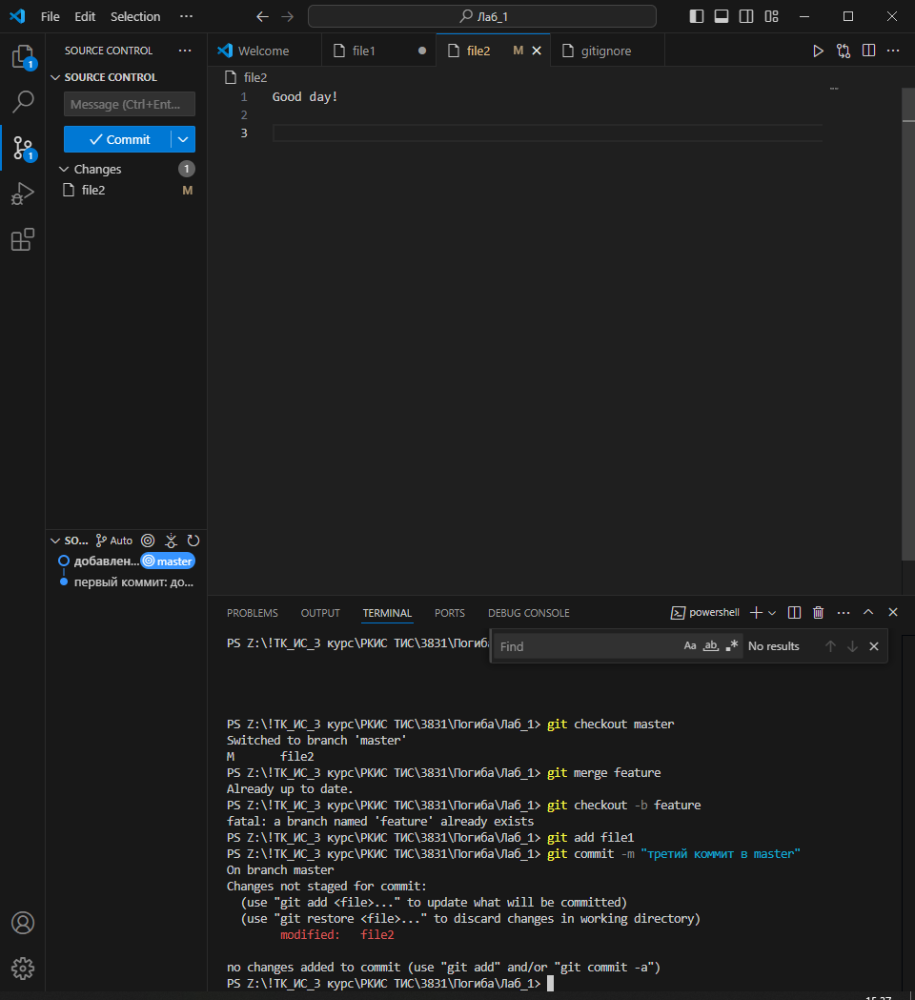 File Edit Selection ··· Лаб_1
SOURCE CONTROL ···
Welcome file1 file2 M gitignore
SOURCE CONTROL
file2
Message (Ctrl+Ent...
Commit
Changes 1
file2 M
1
1
1 Good day!
2
3
SO... Auto
добавлен... master
первый коммит: до...
PROBLEMS OUTPUT TERMINAL PORTS DEBUG CONSOLE powershell
Find Aa ab No results
PS Z:\!ТК_ИС_3 курс\РКИС ТИС\3831\Погиб
PS Z:\!ТК_ИС_3 курс\РКИС ТИС\3831\Погиба\Лаб_1> git checkout master
Switched to branch 'master'
M file2
PS Z:\!ТК_ИС_3 курс\РКИС ТИС\3831\Погиба\Лаб_1> git merge feature
Already up to date.
PS Z:\!ТК_ИС_3 курс\РКИС ТИС\3831\Погиба\Лаб_1> git checkout -b feature
fatal: a branch named 'feature' already exists
PS Z:\!ТК_ИС_3 курс\РКИС ТИС\3831\Погиба\Лаб_1> git add file1
PS Z:\!ТК_ИС_3 курс\РКИС ТИС\3831\Погиба\Лаб_1> git commit -m "третий коммит в master"
On branch master
Changes not staged for commit:
(use "git add <file>..." to update what will be committed)
(use "git restore <file>..." to discard changes in working directory)
modified: file2
no changes added to commit (use "git add" and/or "git commit -a")
PS Z:\!ТК_ИС_3 курс\РКИС ТИС\3831\Погиба\Лаб_1>